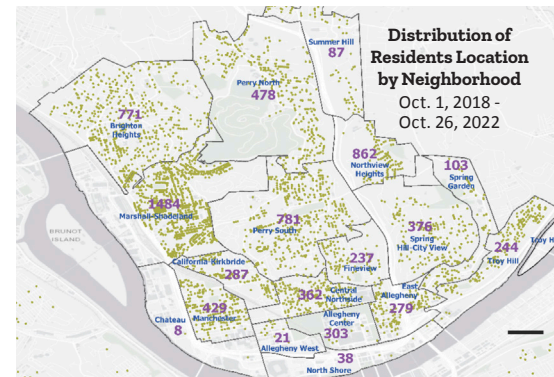 Distribution of
Residents Location
by Neighborhood
Oct. 1, 2018 -
Oct. 26, 2022
Summer Hill
87
Perry North
478
771
Brighton
Heights
862
Northview
Heights
103
Spring
Garden
1484
Marshall-Shadeland
781
Perry South
376
Spring
Hill-City View
BRUNOT
ISLAND
237
Fineview
244
Troy Hill
Troy H
California-Kirkbride
287
362
Central
Northside
East
Allegheny
279
429
Manchester
Allegheny
Center
303
Chateau
8
21
Allegheny West
38
North Shore